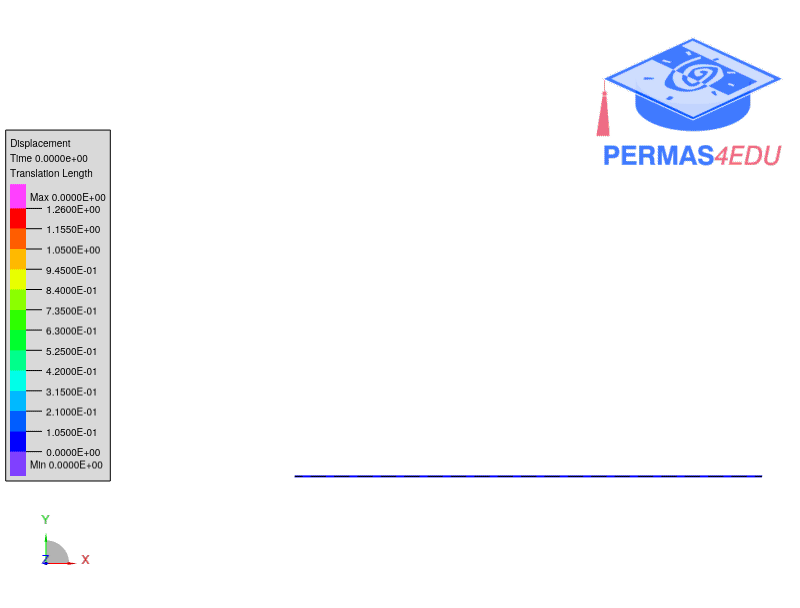 PERMAS4EDU
Displacement
Time 0.0000e+00
Translation Length
Max 0.0000E+00
1.2600E+00
1.1550E+00
1.0500E+00
9.4500E-01
8.4000E-01
7.3500E-01
6.3000E-01
5.2500E-01
4.2000E-01
3.1500E-01
2.1000E-01
1.0500E-01
0.0000E+00
Min 0.0000E+00
Y
Z X